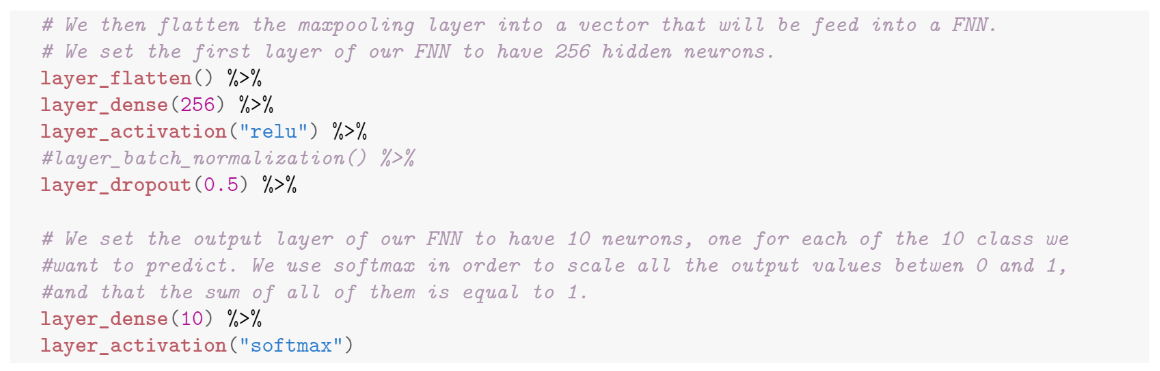 # We then flatten the maxpooling layer into a vector that will be feed into a FNN.
# We set the first layer of our FNN to have 256 hidden neurons.
layer_flatten() %>%
layer_dense(256) %>%
layer_activation("relu") %>%
#layer_batch_normalization() %>%
layer_dropout(0.5) %>%
# We set the output layer of our FNN to have 10 neurons, one for each of the 10 class we
#want to predict. We use softmax in order to scale all the output values betwen 0 and 1,
#and that the sum of all of them is equal to 1.
layer_dense(10) %>%
layer_activation("softmax")